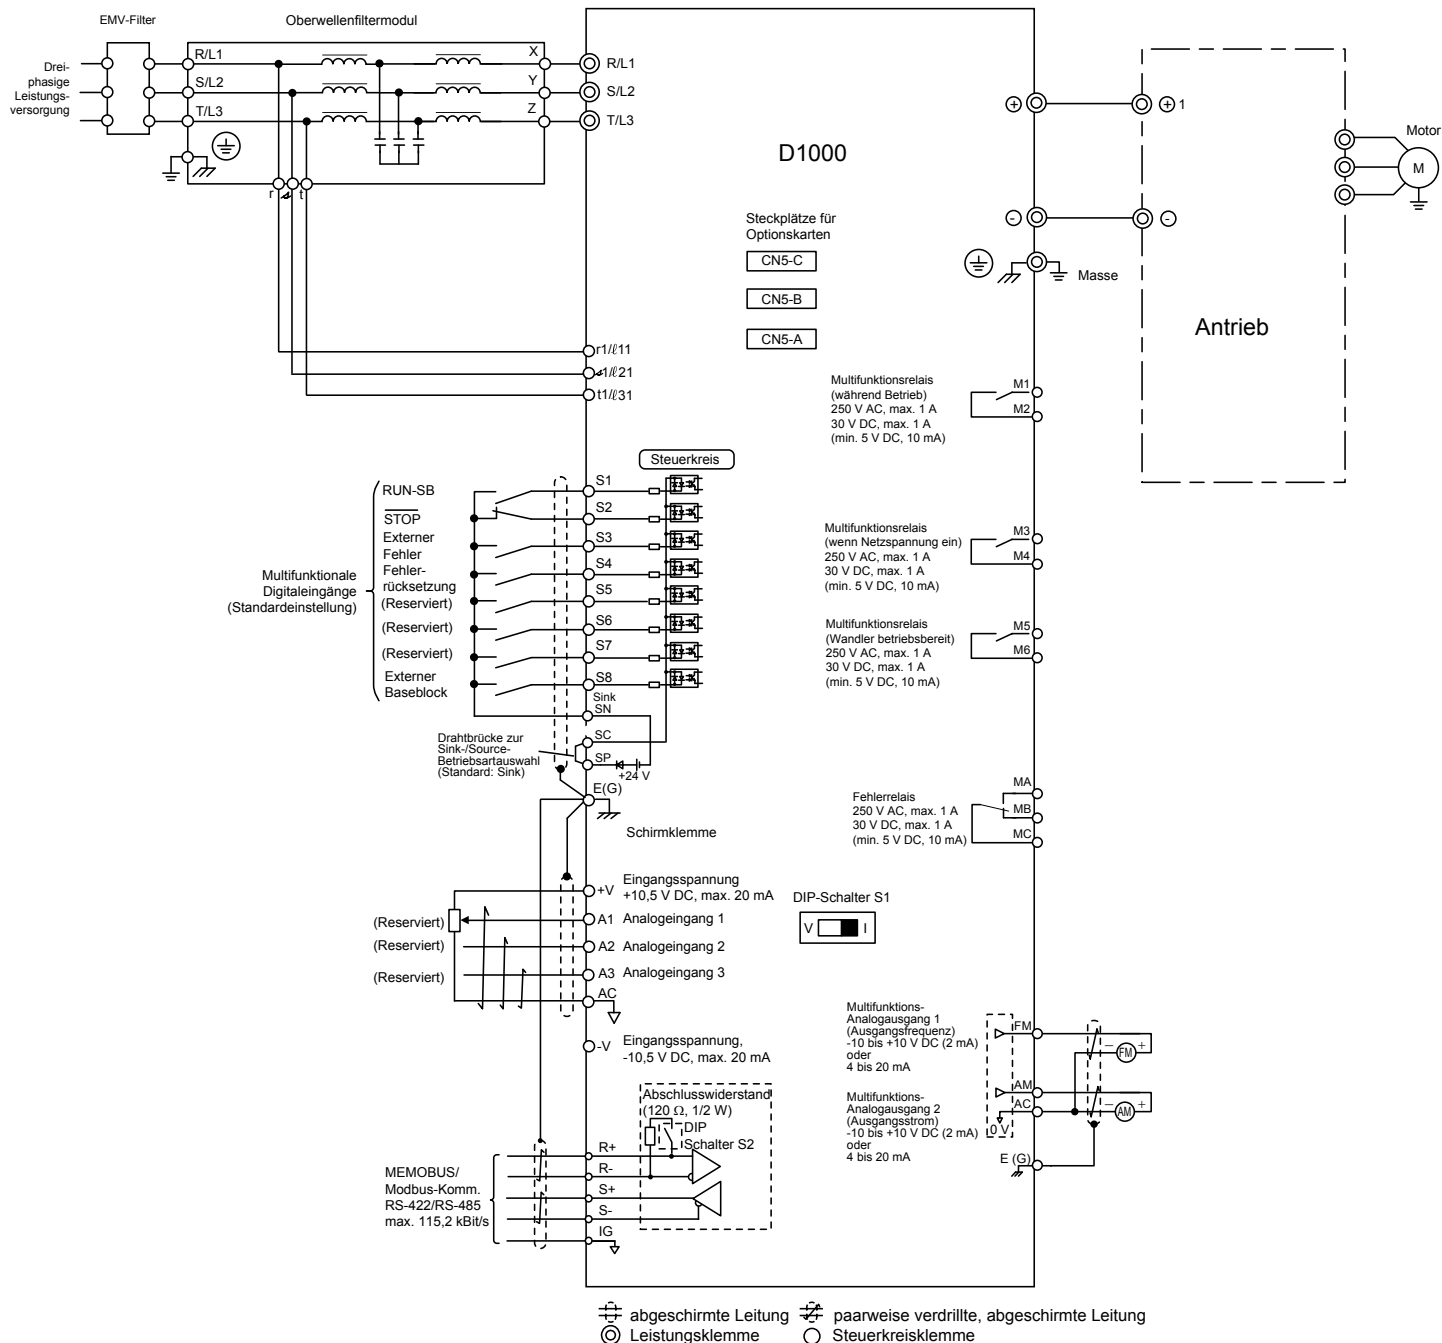 EMV-Filter
Oberwellenfiltermodul
Drei-
phasige
Leistungs-
versorgung
R/L1
S/L2
T/L3
X
Y
Z
r
t
R/L1
S/L2
T/L3
D1000
Steckplätze für
Optionskarten
CN5-C
CN5-B
CN5-A
+
+ 1
-
-
Masse
Antrieb
Motor
M
r1/ℓ11
1/ℓ21
t1/ℓ31
Multifunktionsrelais
(während Betrieb)
250 V AC, max. 1 A
30 V DC, max. 1 A
(min. 5 V DC, 10 mA)
M1
M2
Steuerkreis
Multifunktionale
Digitaleingänge
(Standardeinstellung)
RUN-SB
STOP
Externer
Fehler
Fehler-
rücksetzung
(Reserviert)
(Reserviert)
(Reserviert)
Externer
Baseblock
S1
S2
S3
S4
S5
S6
S7
S8
Sink
SN
SC
SP
+24 V
Drahtbrücke zur
Sink-/Source-
Betriebsartauswahl
(Standard: Sink)
E(G)
Schirmklemme
Multifunktionsrelais
(wenn Netzspannung ein)
250 V AC, max. 1 A
30 V DC, max. 1 A
(min. 5 V DC, 10 mA)
M3
M4
Multifunktionsrelais
(Wandler betriebsbereit)
250 V AC, max. 1 A
30 V DC, max. 1 A
(min. 5 V DC, 10 mA)
M5
M6
Fehlerrelais
250 V AC, max. 1 A
30 V DC, max. 1 A
(min. 5 V DC, 10 mA)
MA
MB
MC
+V
Eingangsspannung
+10,5 V DC, max. 20 mA
(Reserviert)
A1 Analogeingang 1
(Reserviert)
A2 Analogeingang 2
(Reserviert)
A3 Analogeingang 3
AC
-V
Eingangsspannung,
-10,5 V DC, max. 20 mA
DIP-Schalter S1
V I
Multifunktions-
Analogausgang 1
(Ausgangsfrequenz)
-10 bis +10 V DC (2 mA)
oder
4 bis 20 mA
Multifunktions-
Analogausgang 2
(Ausgangsstrom)
-10 bis +10 V DC (2 mA)
oder
4 bis 20 mA
FM
AM
AC
0 V
E (G)
− FM +
− AM +
Abschlusswiderstand
(120 Ω, 1/2 W)
DIP
Schalter S2
MEMOBUS/
Modbus-Komm.
RS-422/RS-485
max. 115,2 kBit/s
R+
R-
S+
S-
IG
abgeschirmte Leitung
paarweise verdrillte, abgeschirmte Leitung
Leistungsklemme
Steuerkreisklemme